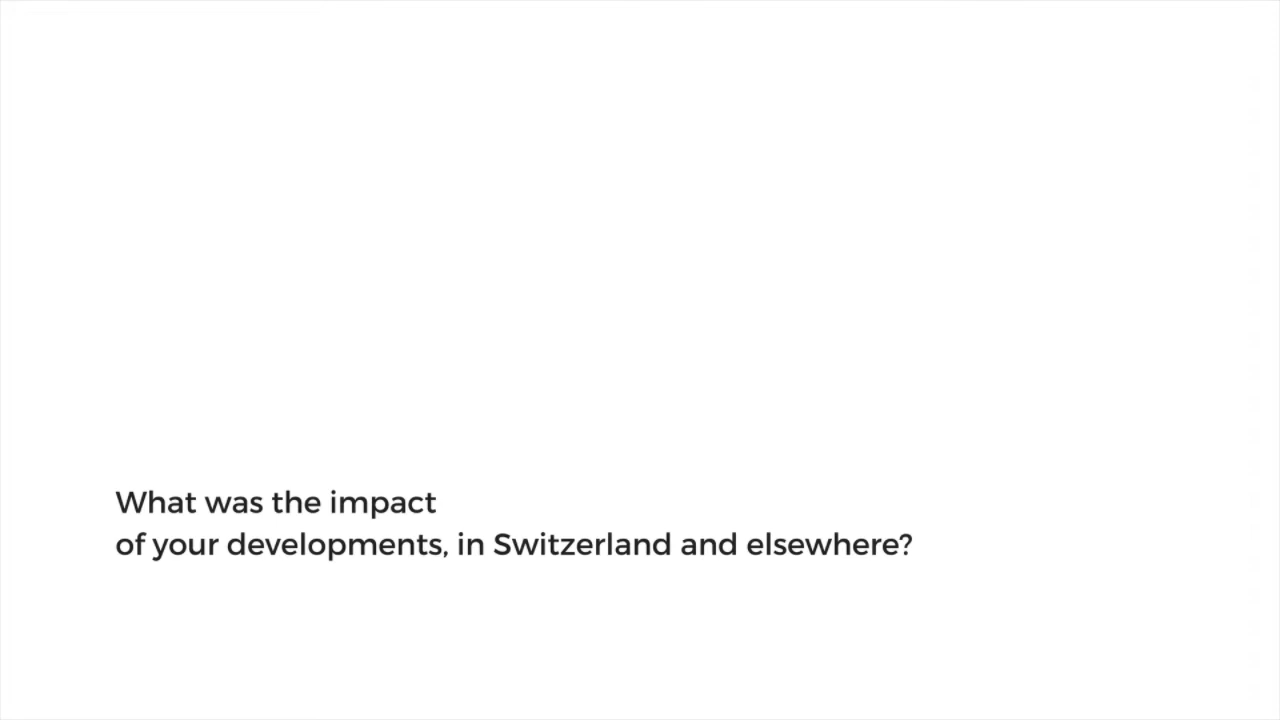 What was the impact
of your developments, in Switzerland and elsewhere?